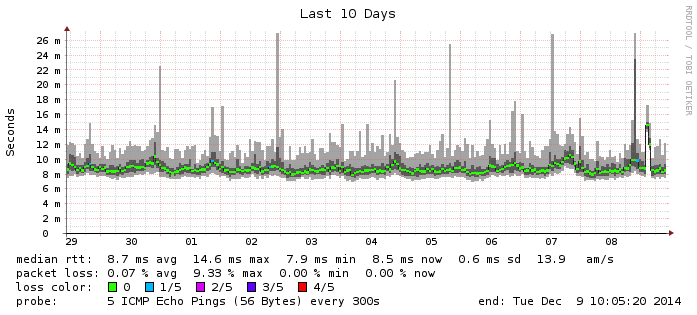 Last 10 Days
RRDTOOL / TOBI OETIKER
Seconds
26 m
24 m
22 m
20 m
18 m
16 m
14 m
12 m
10 m
8 m
6 m
4 m
2 m
0
29 30 01 02 03 04 05 06 07 08
median rtt: 8.7 ms avg 14.6 ms max 7.9 ms min 8.5 ms now 0.6 ms sd 13.9 am/s
packet loss: 0.07 % avg 9.33 % max 0.00 % min 0.00 % now
loss color: 0 1/5 2/5 3/5 4/5
probe: 5 ICMP Echo Pings (56 Bytes) every 300s end: Tue Dec 9 10:05:20 2014